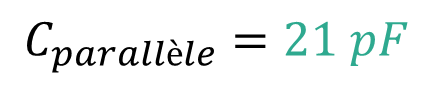 C_parallèle = 21 pF